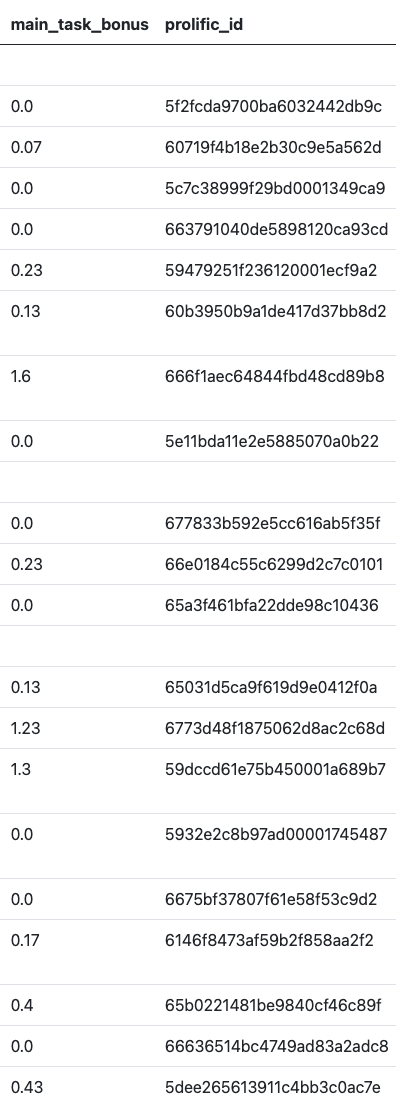 main_task_bonus prolific_id
0.0 5f2fcda9700ba6032442db9c
0.07 60719f4b18e2b30c9e5a562d
0.0 5c7c38999f29bd0001349ca9
0.0 663791040de5898120ca93cd
0.23 59479251f236120001ecf9a2
0.13 60b3950b9a1de417d37bb8d2
1.6 666f1aec64844fbd48cd89b8
0.0 5e11bda11e2e5885070a0b22
0.0 677833b592e5cc616ab5f35f
0.23 66e0184c55c6299d2c7c0101
0.0 65a3f461bfa22dde98c10436
0.13 65031d5ca9f619d9e0412f0a
1.23 6773d48f1875062d8ac2c68d
1.3 59dccd61e75b450001a689b7
0.0 5932e2c8b97ad00001745487
0.0 6675bf37807f61e58f53c9d2
0.17 6146f8473af59b2f858aa2f2
0.4 65b0221481be9840cf46c89f
0.0 66636514bc4749ad83a2adc8
0.43 5dee265613911c4bb3c0ac7e